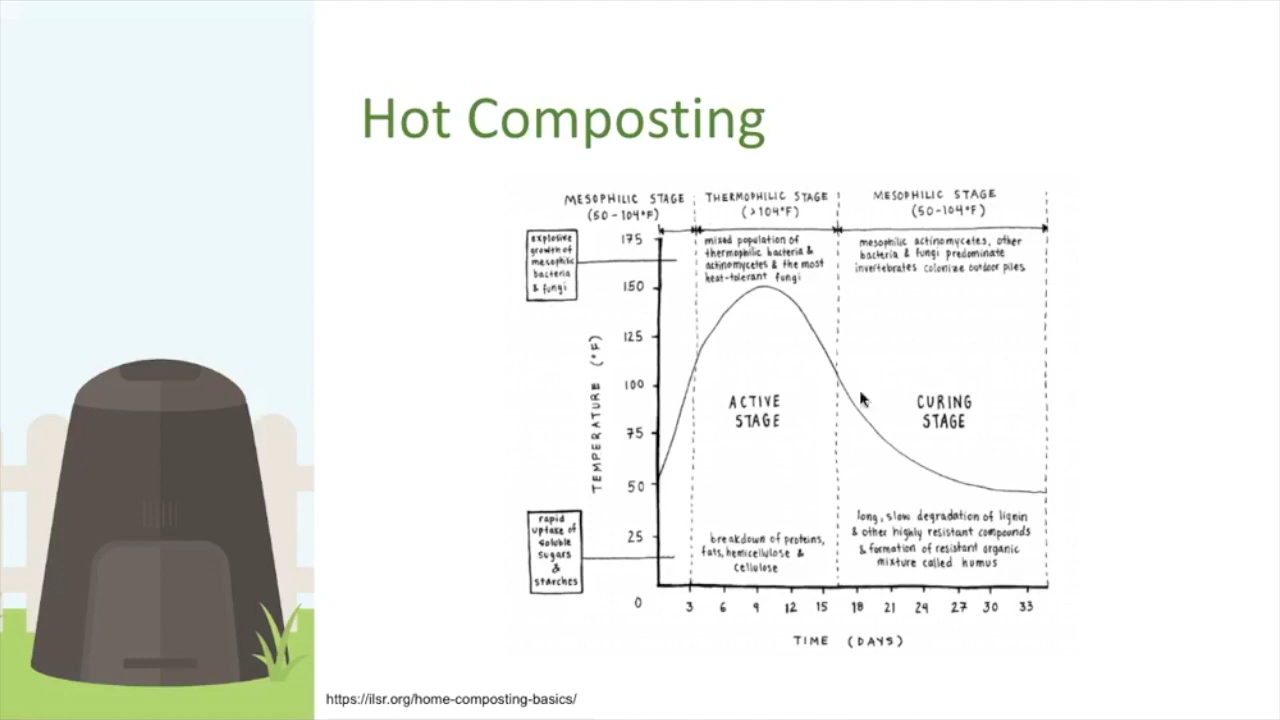 Hot Composting
MESOPHILIC STAGE
(50-104°F)
THERMOPHILIC STAGE
(>104°F)
MESOPHILIC STAGE
(50-104°F)
explosive
growth of
mesophilic
bacteria
& fungi
mixed population of
thermophilic bacteria &
actinomycetes & the most
heat-tolerant fungi
mesophilic actinomycetes, other
bacteria & fungi predominate
invertebrates colonize outdoor piles
175
150
125
100
75
50
25
0
TEMPERATURE (°F)
ACTIVE
STAGE
CURING
STAGE
rapid
uptake of
soluble
sugars
&
starches
breakdown of proteins,
fats, hemicellulose &
cellulose
long, slow degradation of lignin
& other highly resistant compounds
& formation of resistant organic
mixture called humus
3 6 9 12 15 18 21 24 27 30 33
TIME (DAYS)
https://ilsr.org/home-composting-basics/